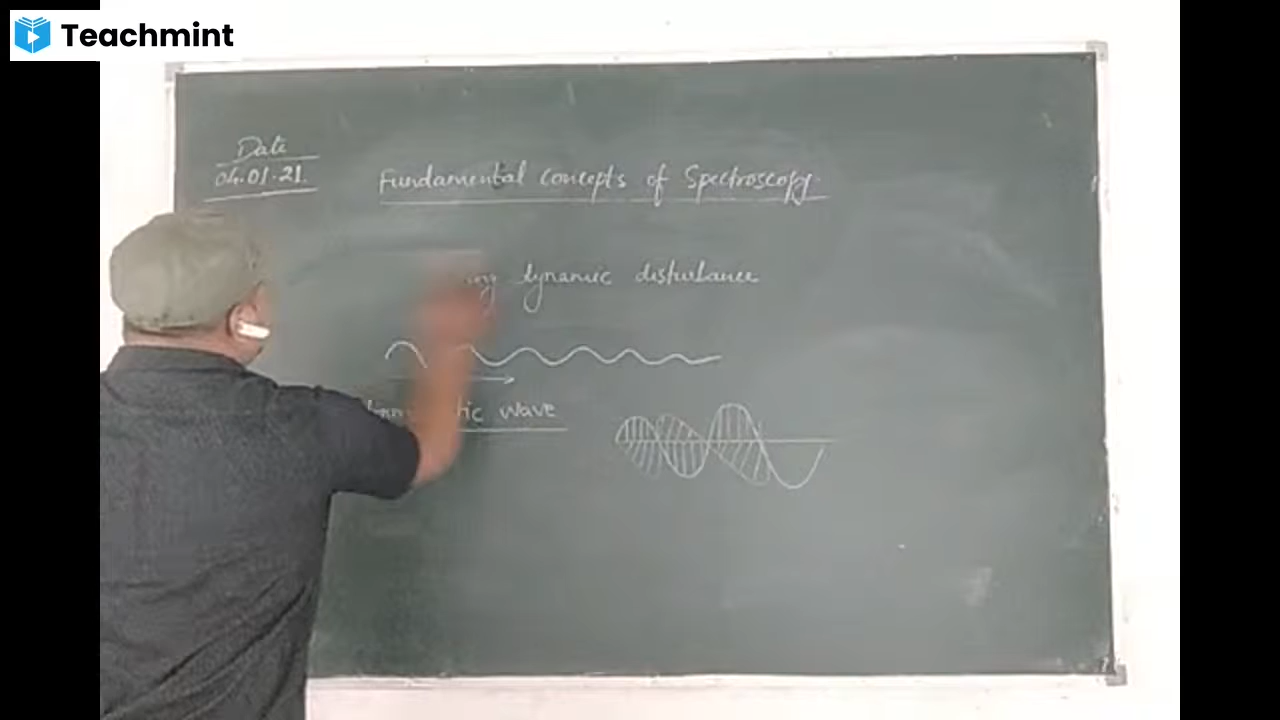 Teachmint
Date
04.01.21.
Fundamental concepts of Spectroscopy.
dynamic disturbance
wave